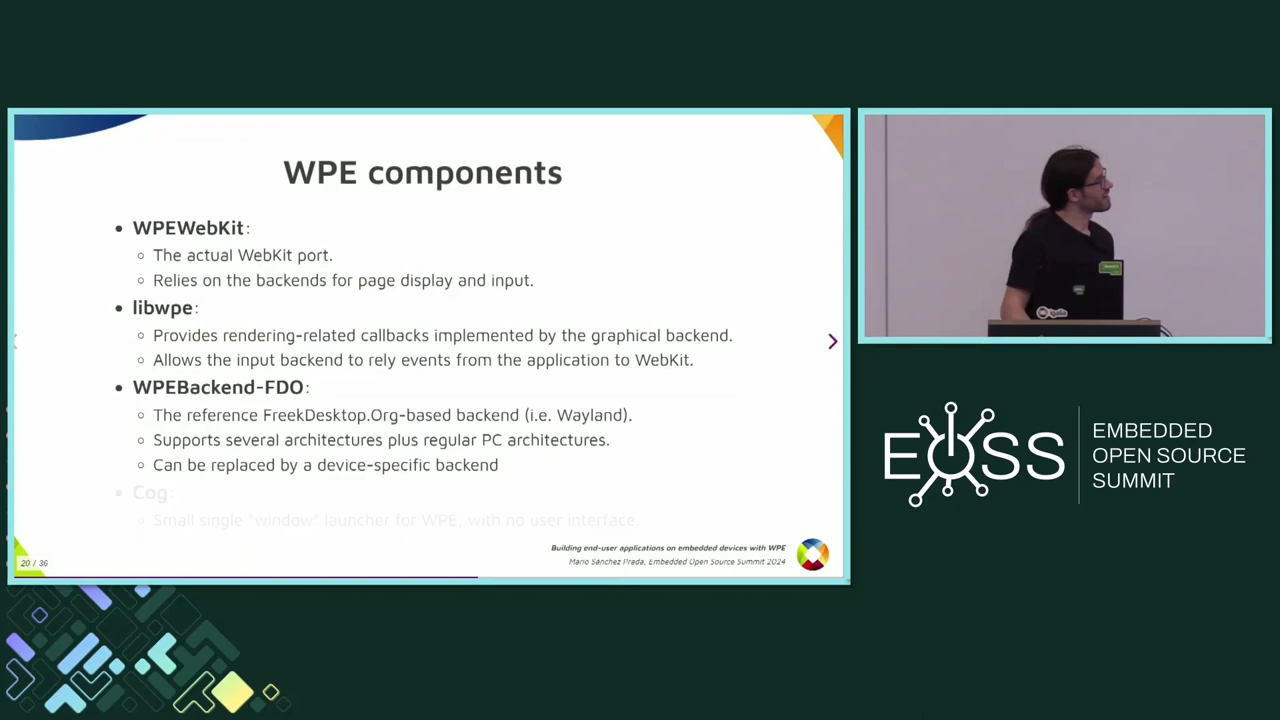 WPE components
• WPEWebKit:
The actual WebKit port.
Relies on the backends for page display and input.
• libwpe:
Provides rendering-related callbacks implemented by the graphical backend.
Allows the input backend to rely events from the application to WebKit.
• WPEBackend-FDO:
The reference FreekDesktop.Org-based backend (i.e. Wayland).
Supports several architectures plus regular PC architectures.
Can be replaced by a device-specific backend
• Cog:
Small single "window" launcher for WPE, with no user interface.
Building end-user applications on embedded devices with WPE
Mario Sánchez Prada, Embedded Open Source Summit 2024
20 / 36
EOSS
EMBEDDED
OPEN SOURCE
SUMMIT